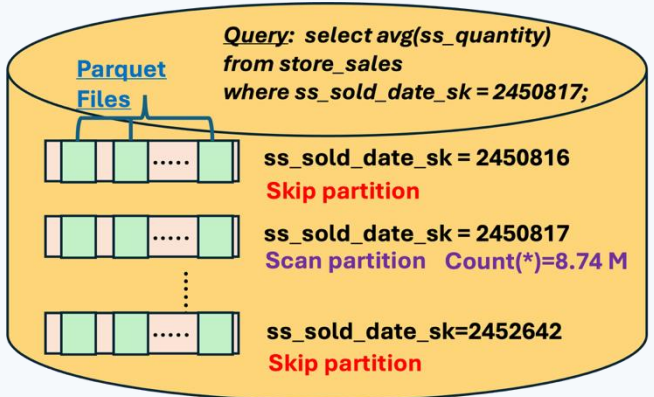 Query: select avg(ss_quantity)
from store_sales
where ss_sold_date_sk = 2450817;
Parquet
Files
.....
ss_sold_date_sk = 2450816
Skip partition
.....
ss_sold_date_sk = 2450817
Scan partition Count(*)=8.74 M
.....
ss_sold_date_sk=2452642
Skip partition